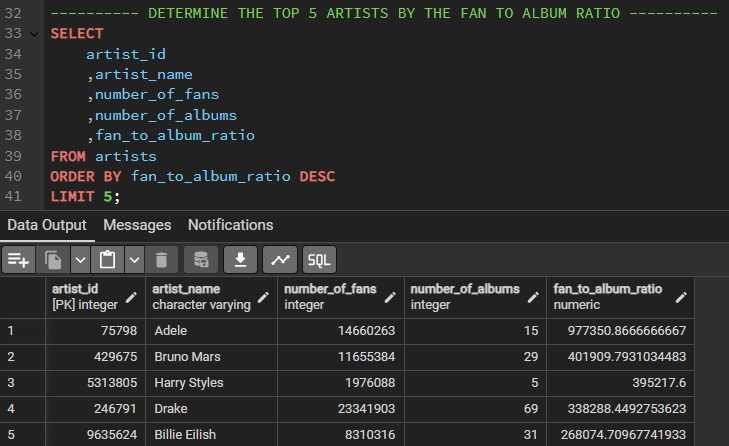 32 ---------- DETERMINE THE TOP 5 ARTISTS BY THE FAN TO ALBUM RATIO ----------
33 SELECT
34 artist_id
35 ,artist_name
36 ,number_of_fans
37 ,number_of_albums
38 ,fan_to_album_ratio
39 FROM artists
40 ORDER BY fan_to_album_ratio DESC
41 LIMIT 5;
Data Output Messages Notifications
SQL
artist_id artist_name number_of_fans number_of_albums fan_to_album_ratio
[PK] integer character varying integer integer numeric
1 75798 Adele 14660263 15 977350.8666666667
2 429675 Bruno Mars 11655384 29 401909.7931034483
3 5313805 Harry Styles 1976088 5 395217.6
4 246791 Drake 23341903 69 338288.4492753623
5 9635624 Billie Eilish 8310316 31 268074.70967741933